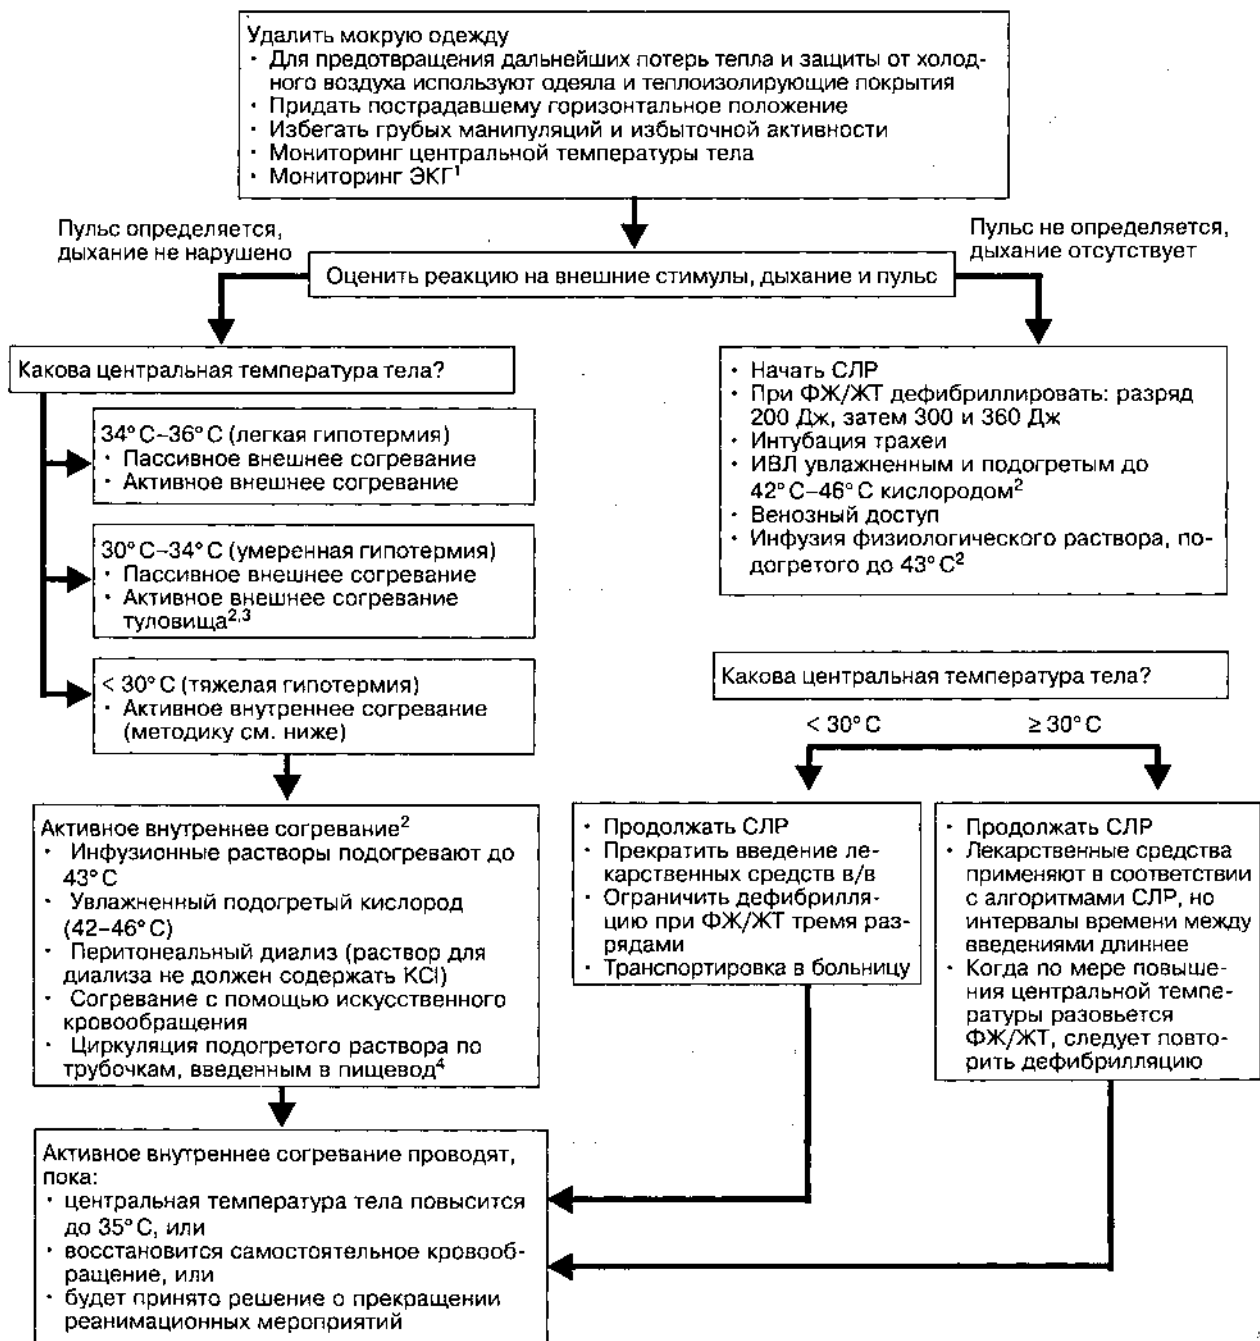 Удалить мокрую одежду
· Для предотвращения дальнейших потерь тепла и защиты от холод-
ного воздуха используют одеяла и теплоизолирующие покрытия
· Придать пострадавшему горизонтальное положение
· Избегать грубых манипуляций и избыточной активности
· Мониторинг центральной температуры тела
· Мониторинг ЭКГ¹
Пульс определяется,
дыхание не нарушено
Пульс не определяется,
дыхание отсутствует
Оценить реакцию на внешние стимулы, дыхание и пульс
Какова центральная температура тела?
34°С–36°С (легкая гипотермия)
· Пассивное внешнее согревание
· Активное внешнее согревание
30°С–34°С (умеренная гипотермия)
· Пассивное внешнее согревание
· Активное внешнее согревание
туловища²,³
< 30°С (тяжелая гипотермия)
· Активное внутреннее согревание
(методику см. ниже)
· Начать СЛР
· При ФЖ/ЖТ дефибриллировать: разряд
200 Дж, затем 300 и 360 Дж
· Интубация трахеи
· ИВЛ увлажненным и подогретым до
42°С–46°С кислородом²
· Венозный доступ
· Инфузия физиологического раствора, по-
догретого до 43°С²
Какова центральная температура тела?
< 30°С
≥ 30°С
Активное внутреннее согревание²
· Инфузионные растворы подогревают до
43°С
· Увлажненный подогретый кислород
(42–46°С)
· Перитонеальный диализ (раствор для
диализа не должен содержать KCl)
· Согревание с помощью искусственного
кровообращения
· Циркуляция подогретого раствора по
трубочкам, введенным в пищевод⁴
· Продолжать СЛР
· Прекратить введение ле-
карственных средств в/в
· Ограничить дефибрилля-
цию при ФЖ/ЖТ тремя раз-
рядами
· Транспортировка в больницу
· Продолжать СЛР
· Лекарственные средства
применяют в соответствии
с алгоритмами СЛР, но
интервалы времени между
введениями длиннее
· Когда по мере повыше-
ния центральной темпе-
ратуры разовьется
ФЖ/ЖТ, следует повто-
рить дефибрилляцию
Активное внутреннее согревание проводят,
пока:
· центральная температура тела повысится
до 35°С, или
· восстановится самостоятельное кровооб-
ращение, или
· будет принято решение о прекращении
реанимационных мероприятий